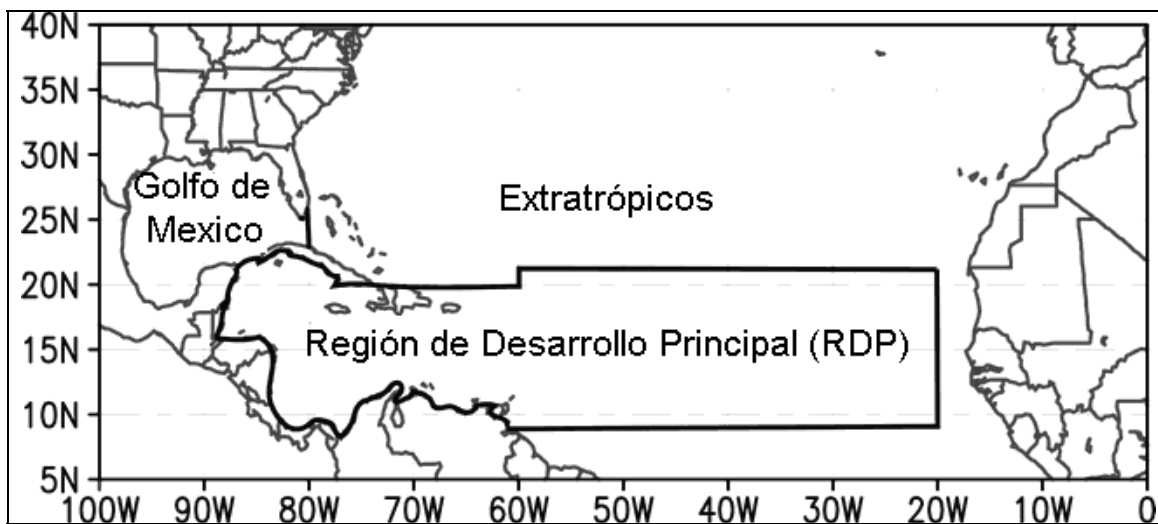 40N
35N
30N
25N
20N
15N
10N
5N
Golfo de
Mexico
Extratrópicos
Región de Desarrollo Principal (RDP)
100W 90W 80W 70W 60W 50W 40W 30W 20W 10W 0